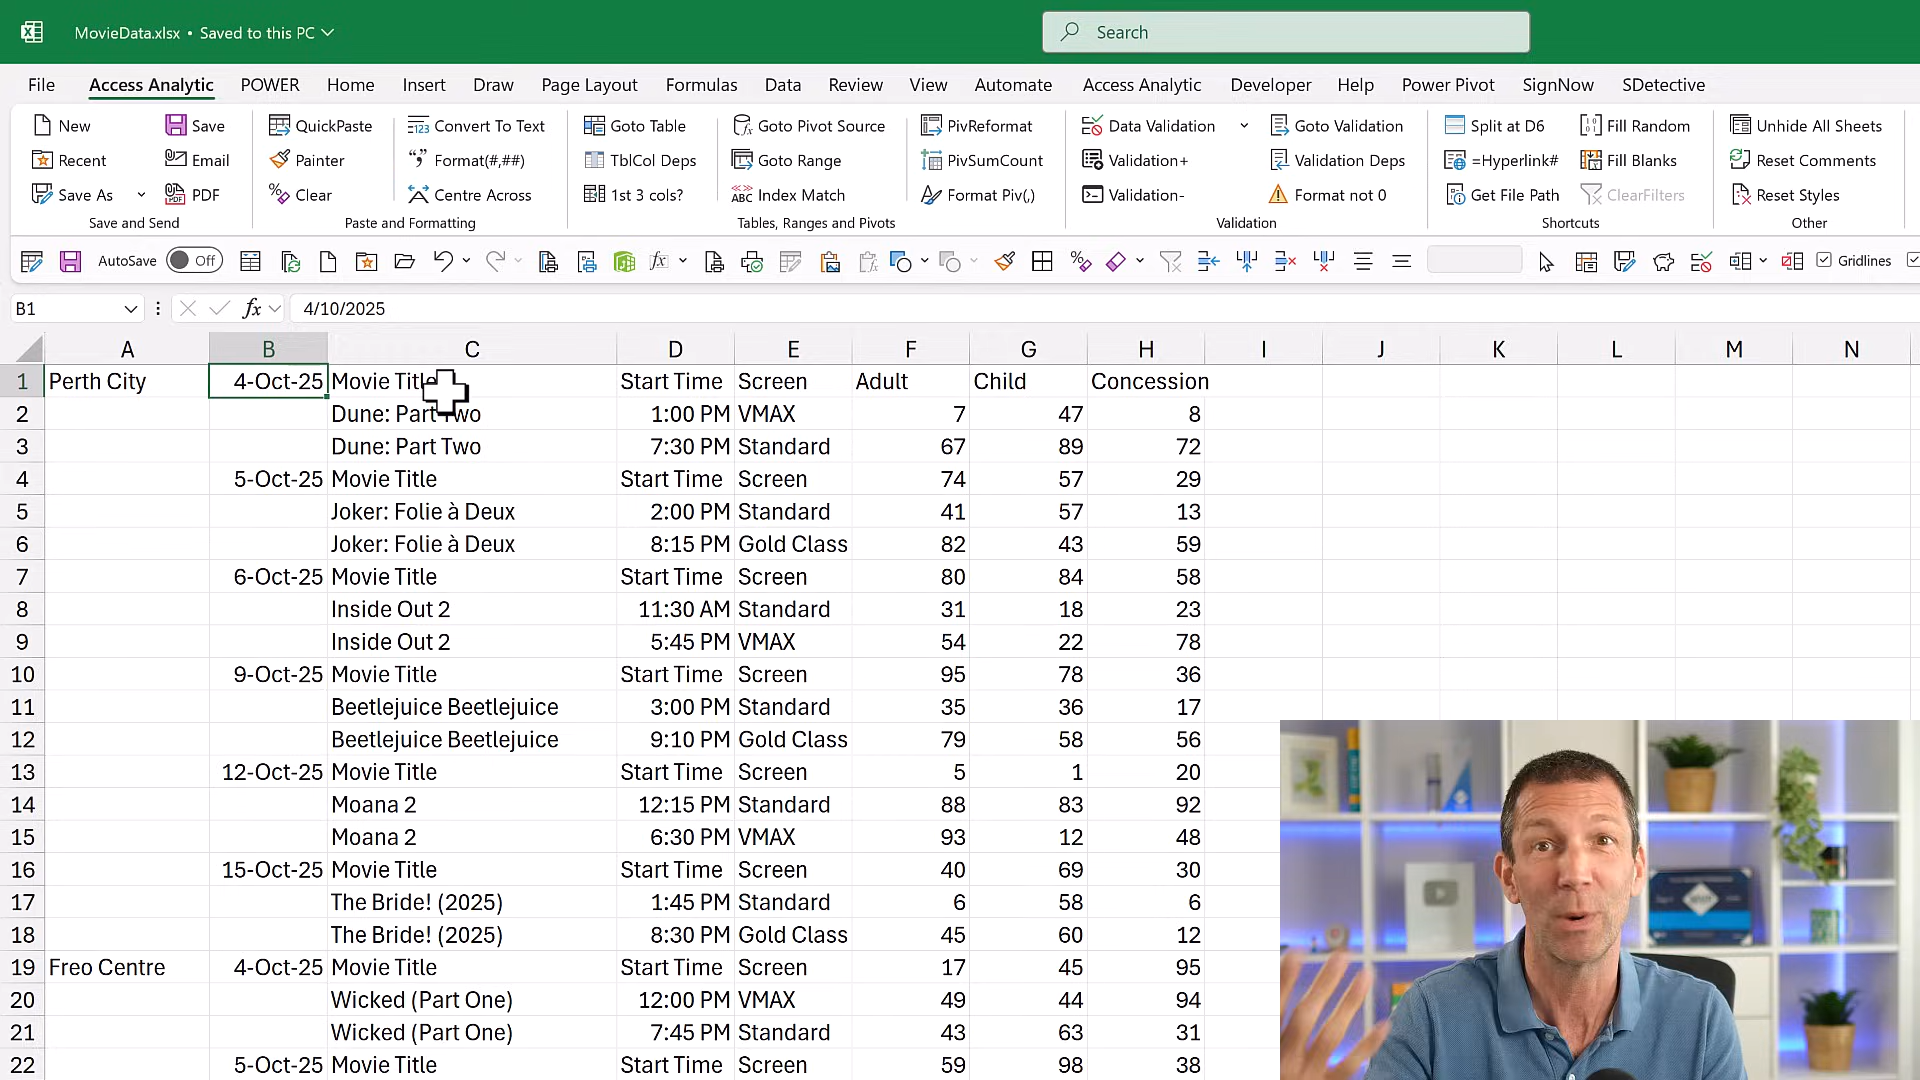 MovieData.xlsx • Saved to this PC
Search
File Access Analytic POWER Home Insert Draw Page Layout Formulas Data Review View Automate Access Analytic Developer Help Power Pivot SignNow SDetective
New Save QuickPaste Convert To Text Goto Table Goto Pivot Source PivReformat Data Validation Goto Validation Split at D6 Fill Random Unhide All Sheets
Recent Email Painter Format(#,##) TblCol Deps Goto Range PivSumCount Validation+ Validation Deps =Hyperlink# Fill Blanks Reset Comments
Save As PDF Clear Centre Across 1st 3 cols? Index Match Format Piv(,) Validation- Format not 0 Get File Path ClearFilters Reset Styles
Save and Send Paste and Formatting Tables, Ranges and Pivots Validation Shortcuts Other
AutoSave Off Gridlines
B1 fx 4/10/2025
A B C D E F G H I J K L M N
1 Perth City 4-Oct-25 Movie Title Start Time Screen Adult Child Concession
2 Dune: Part Two 1:00 PM VMAX 7 47 8
3 Dune: Part Two 7:30 PM Standard 67 89 72
4 5-Oct-25 Movie Title Start Time Screen 74 57 29
5 Joker: Folie à Deux 2:00 PM Standard 41 57 13
6 Joker: Folie à Deux 8:15 PM Gold Class 82 43 59
7 6-Oct-25 Movie Title Start Time Screen 80 84 58
8 Inside Out 2 11:30 AM Standard 31 18 23
9 Inside Out 2 5:45 PM VMAX 54 22 78
10 9-Oct-25 Movie Title Start Time Screen 95 78 36
11 Beetlejuice Beetlejuice 3:00 PM Standard 35 36 17
12 Beetlejuice Beetlejuice 9:10 PM Gold Class 79 58 56
13 12-Oct-25 Movie Title Start Time Screen 5 1 20
14 Moana 2 12:15 PM Standard 88 83 92
15 Moana 2 6:30 PM VMAX 93 12 48
16 15-Oct-25 Movie Title Start Time Screen 40 69 30
17 The Bride! (2025) 1:45 PM Standard 6 58 6
18 The Bride! (2025) 8:30 PM Gold Class 45 60 12
19 Freo Centre 4-Oct-25 Movie Title Start Time Screen 17 45 95
20 Wicked (Part One) 12:00 PM VMAX 49 44 94
21 Wicked (Part One) 7:45 PM Standard 43 63 31
22 5-Oct-25 Movie Title Start Time Screen 59 98 38